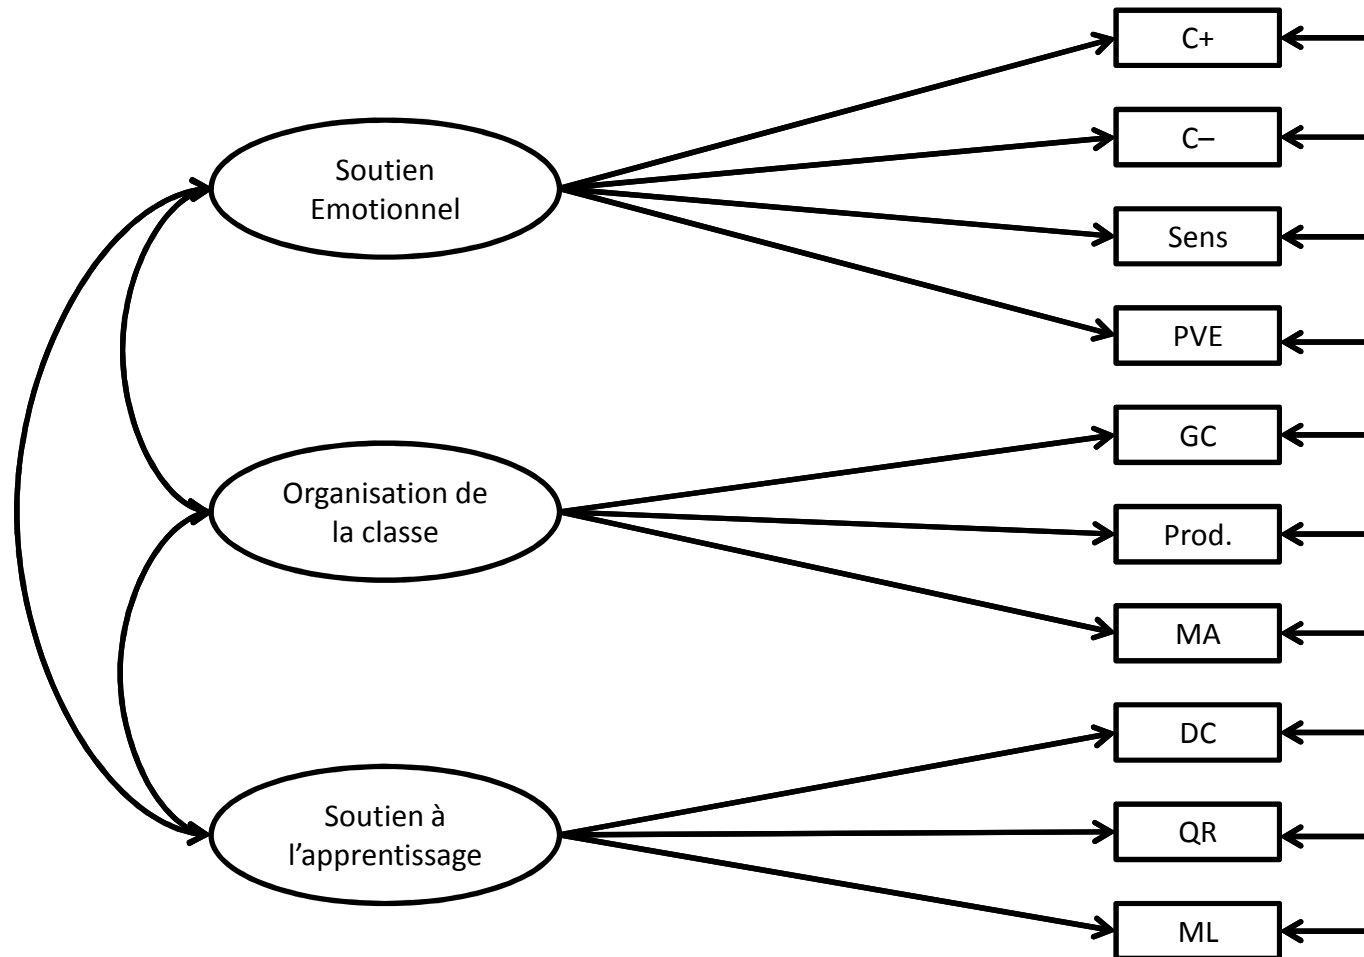 C+
C–
Soutien
Emotionnel
Sens
PVE
GC
Organisation de
la classe
Prod.
MA
DC
Soutien à
l’apprentissage
QR
ML